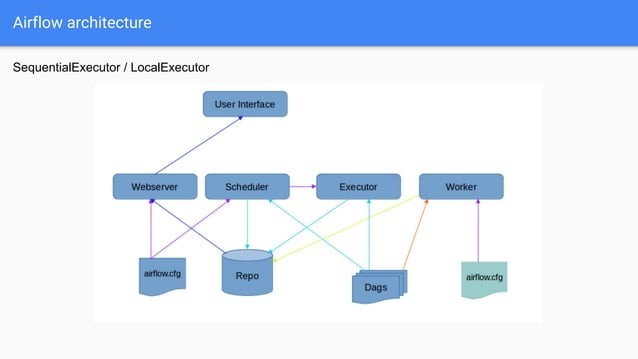 Airflow architecture
SequentialExecutor / LocalExecutor
User Interface
Webserver
Scheduler
Executor
Worker
airflow.cfg
Repo
Dags
airflow.cfg